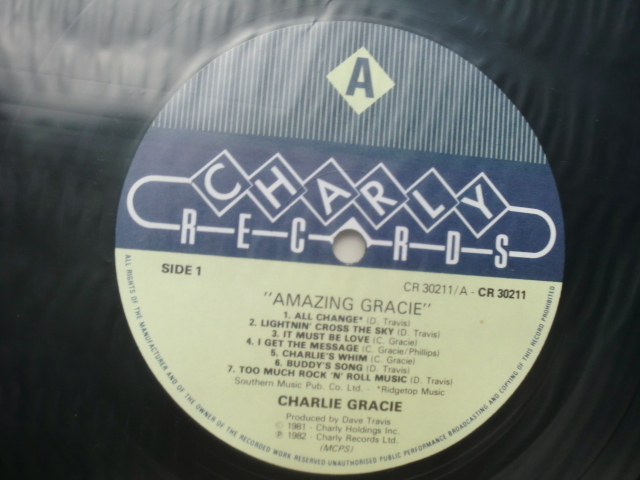 A
CHARLY
RECORDS
SIDE 1
CR 30211/A - CR 30211
"AMAZING GRACIE"
1. ALL CHANGE* (D. Travis)
2. LIGHTNIN' CROSS THE SKY (D. Travis)
3. IT MUST BE LOVE (C. Gracie)
4. I GET THE MESSAGE (C. Gracie/Phillips)
5. CHARLIE'S WHIM (C. Gracie)
6. BUDDY'S SONG (D. Travis)
7. TOO MUCH ROCK 'N' ROLL MUSIC (D. Travis)
Southern Music Pub. Co. Ltd. - *Ridgetop Music
CHARLIE GRACIE
Produced by Dave Travis
© 1981 - Charly Holdings Inc.
℗ 1982 - Charly Records Ltd.
(MCPS)
ALL RIGHTS OF THE MANUFACTURER AND OF THE OWNER OF THE RECORDED WORK RESERVED·UNAUTHORISED PUBLIC PERFORMANCE BROADCASTING AND COPYING OF THIS RECORD PROHIBITED